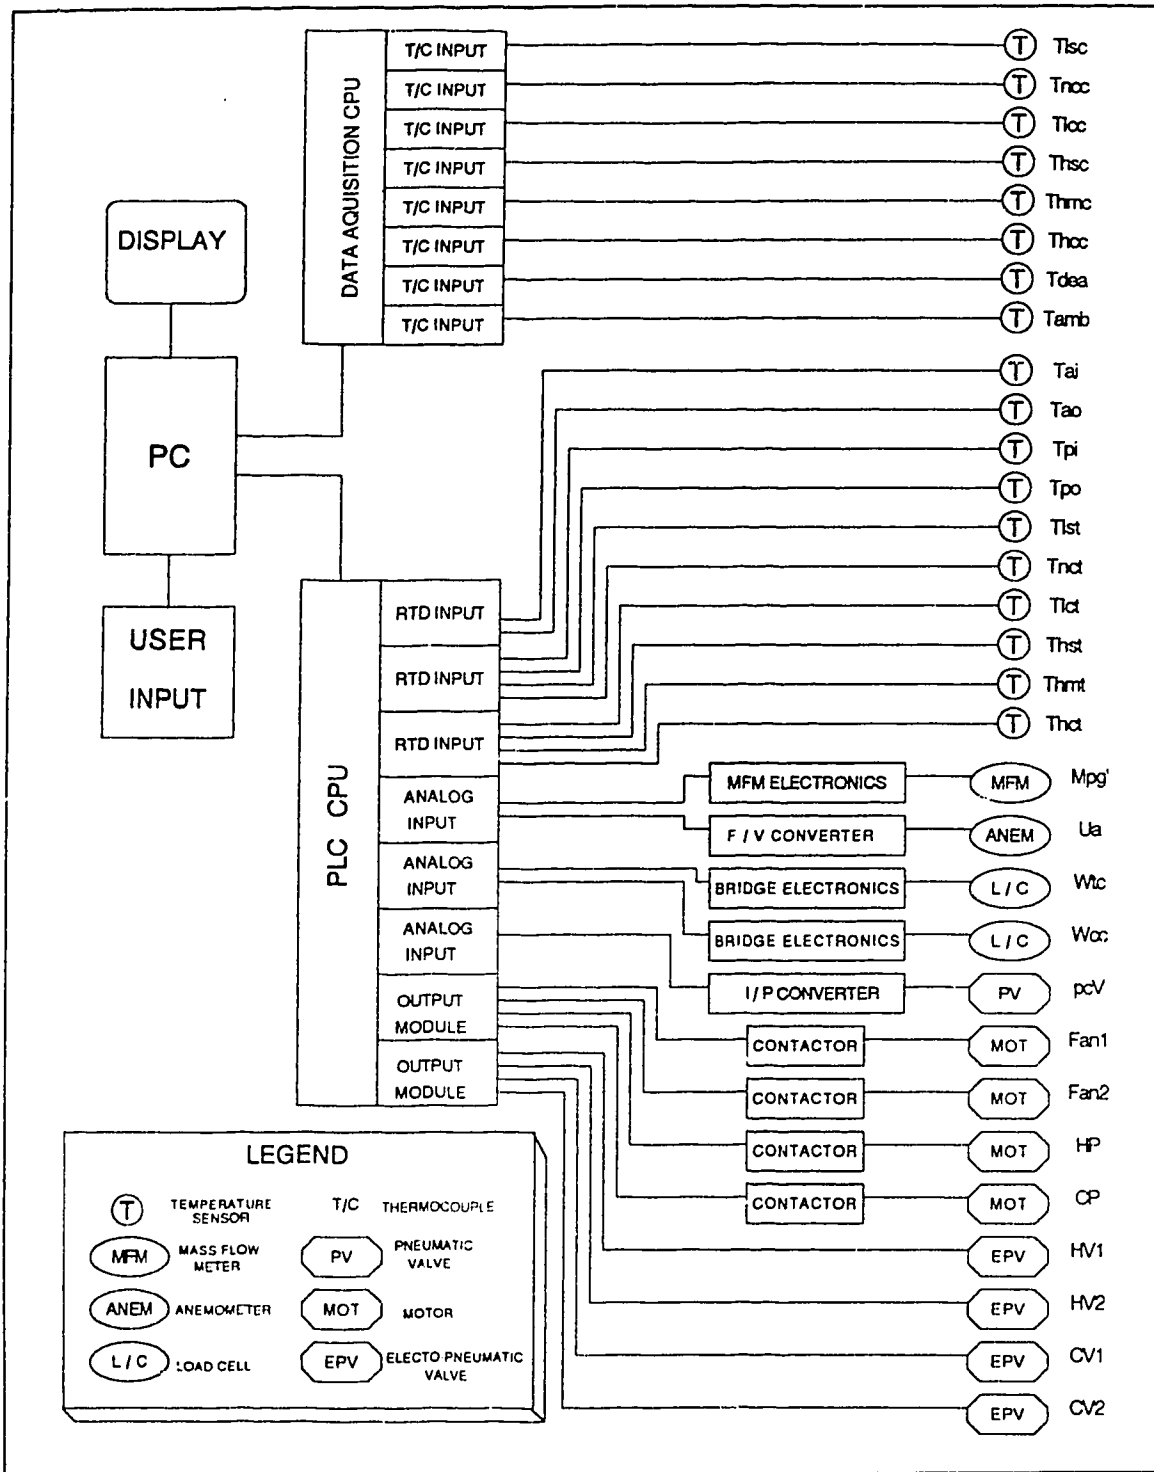 T/C INPUT Tlsc
T/C INPUT Tncc
T/C INPUT Tlcc
T/C INPUT Thsc
T/C INPUT Thmc
T/C INPUT Thcc
T/C INPUT Tdea
T/C INPUT Tamb
DATA AQUISITION CPU
DISPLAY
PC
USER
INPUT
T Tai
T Tao
T Tpi
T Tpo
T Tlst
T Tnct
T Tlct
T Thst
T Thmt
T Thct
PLC CPU
RTD INPUT
RTD INPUT
RTD INPUT
ANALOG
INPUT
ANALOG
INPUT
ANALOG
INPUT
OUTPUT
MODULE
OUTPUT
MODULE
MFM ELECTRONICS MFM Mpg'
F / V CONVERTER ANEM Ua
BRIDGE ELECTRONICS L / C Wtc
BRIDGE ELECTRONICS L / C Wcc
I / P CONVERTER PV pcV
CONTACTOR MOT Fan1
CONTACTOR MOT Fan2
CONTACTOR MOT HP
CONTACTOR MOT CP
EPV HV1
EPV HV2
EPV CV1
EPV CV2
LEGEND
T TEMPERATURE
SENSOR
T/C THERMOCOUPLE
MFM MASS FLOW
METER
PV PNEUMATIC
VALVE
ANEM ANEMOMETER
MOT MOTOR
L / C LOAD CELL
EPV ELECTO-PNEUMATIC
VALVE